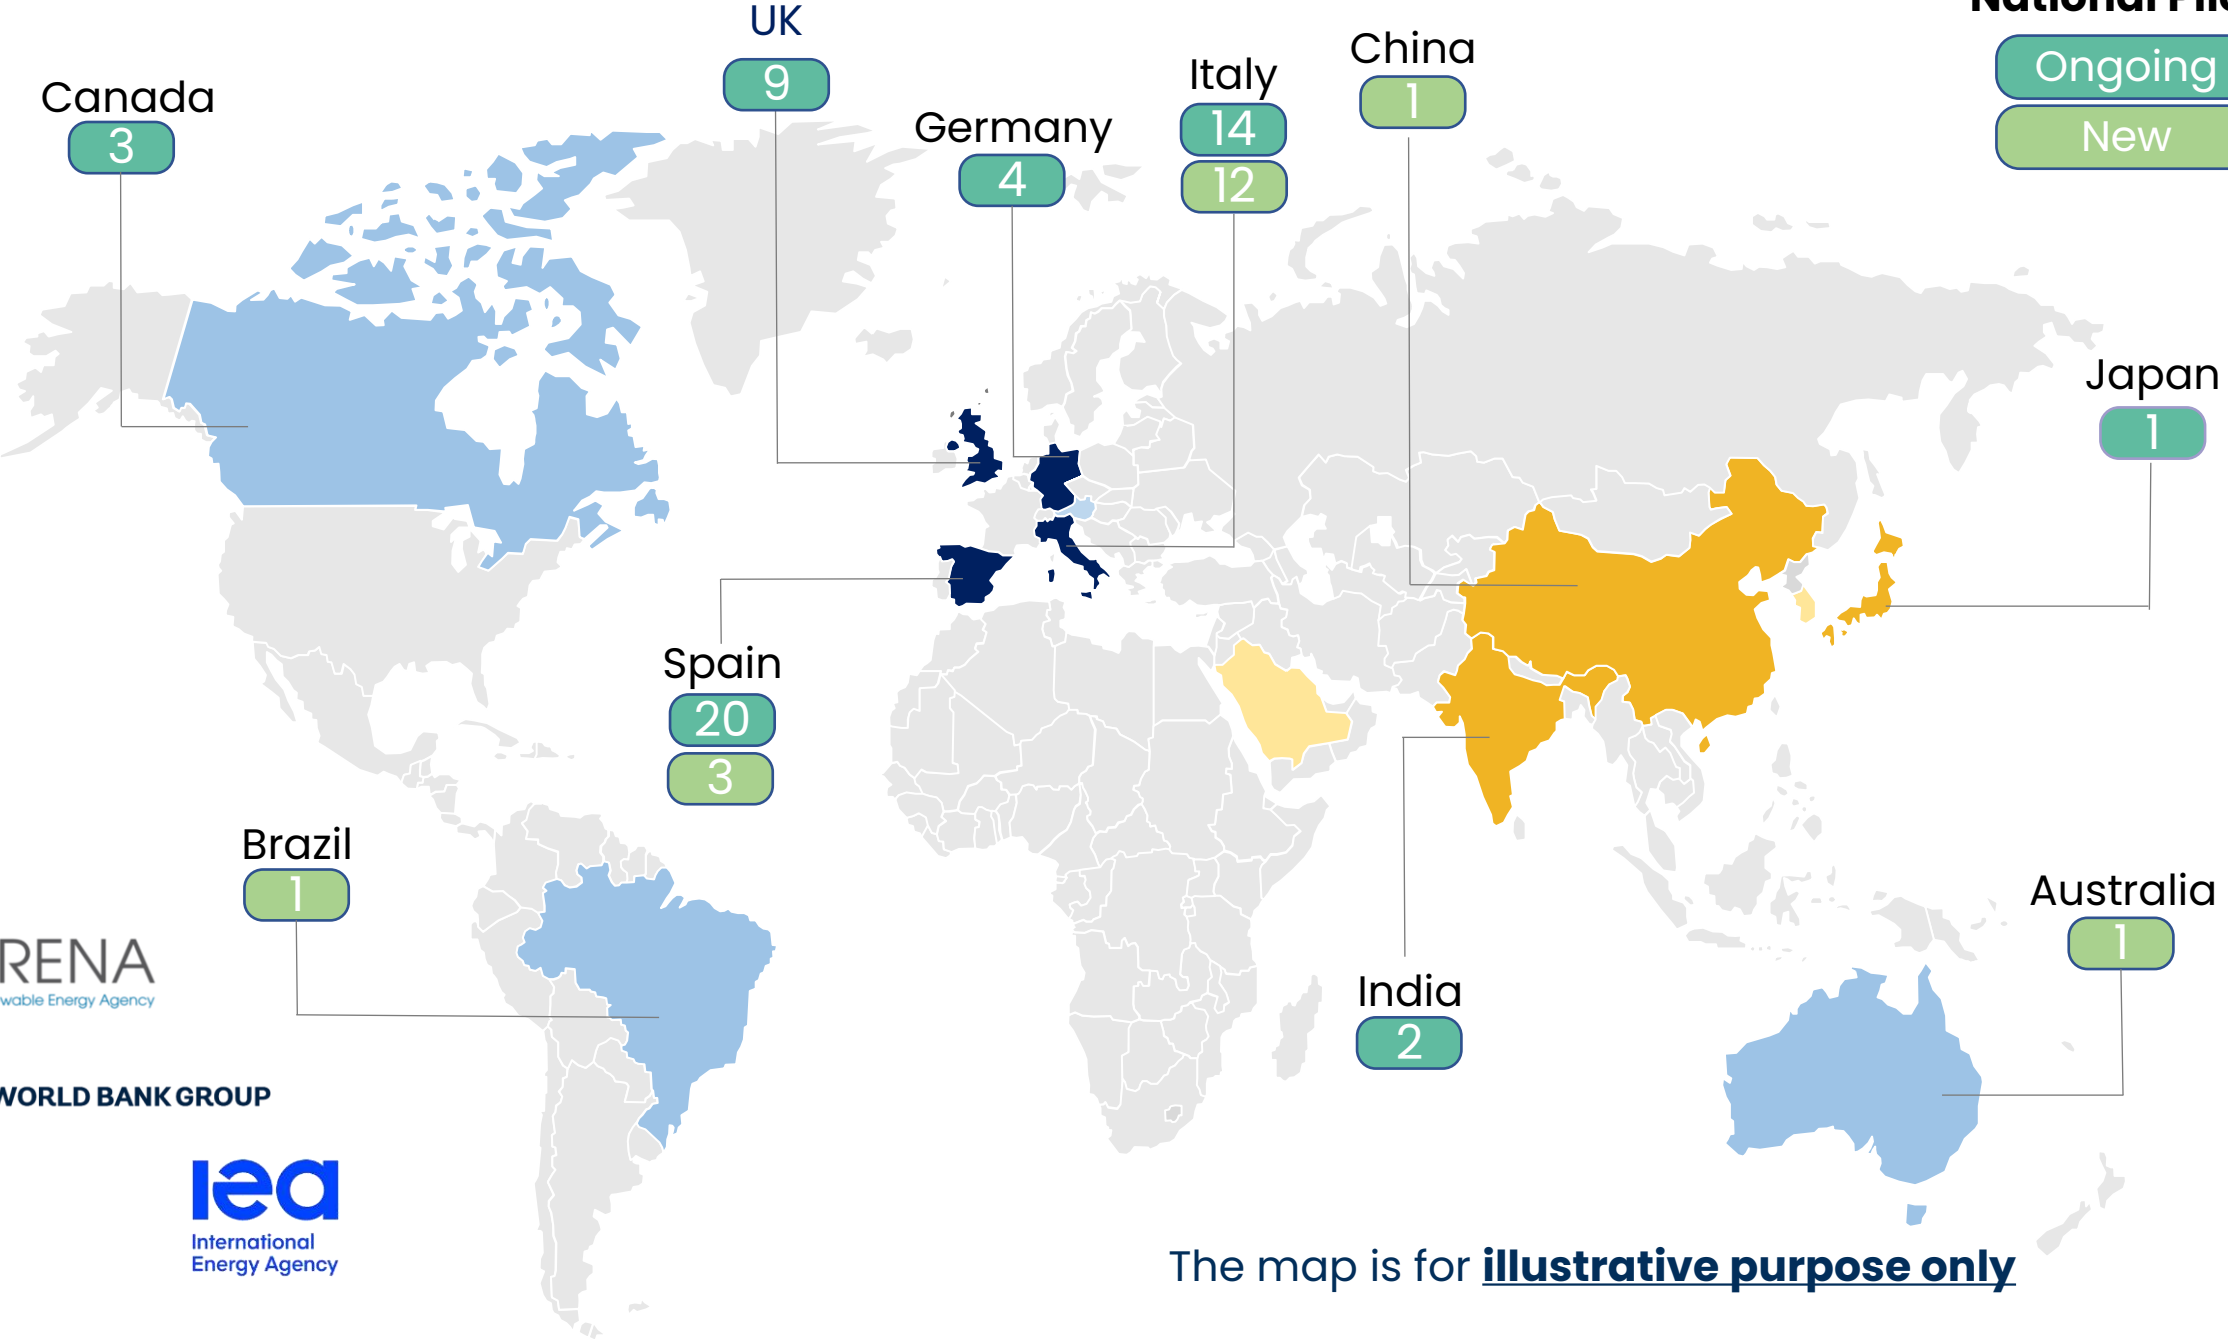 National
UK
9
China
1
Ongoing
New
Canada
3
Italy
14
12
Germany
4
Japan
1
Spain
20
3
Brazil
1
Australia
1
India
2
RENA
wable Energy Agency
WORLD BANK GROUP
iea
International
Energy Agency
The map is for illustrative purpose only